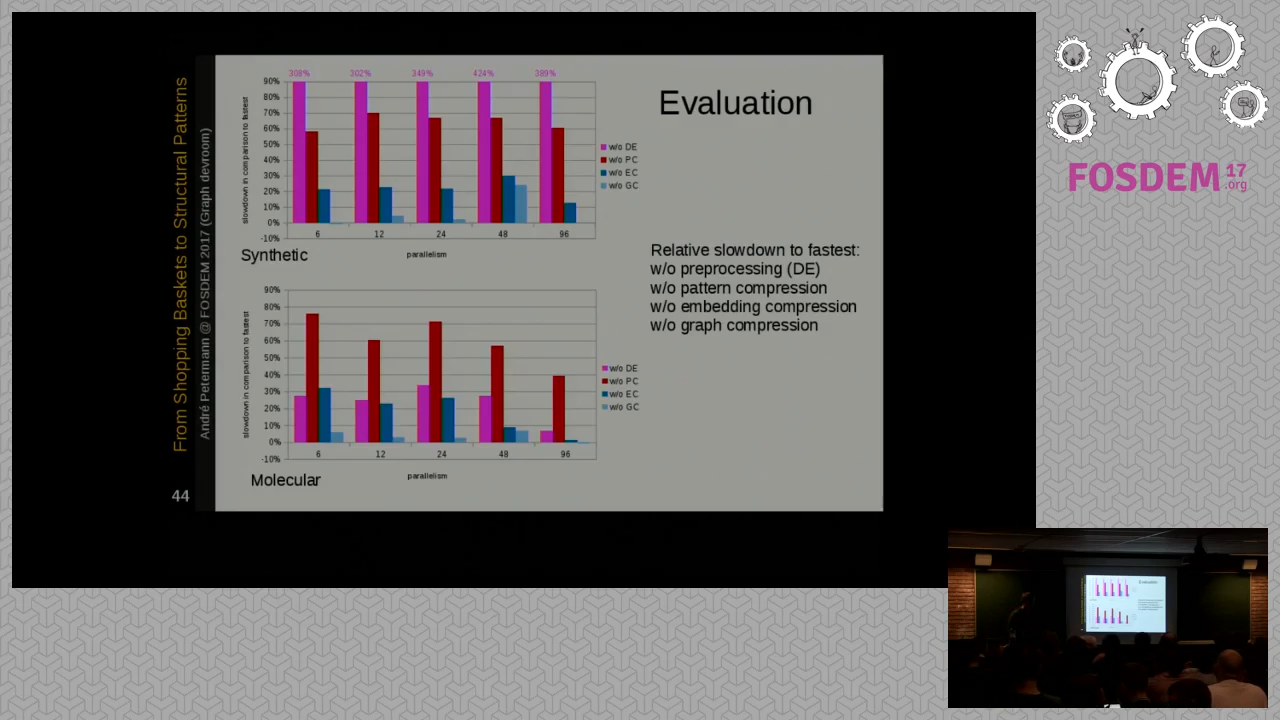 From Shopping Baskets to Structural Patterns
André Petermann @ FOSDEM 2017 (Graph devroom)
44
Evaluation
308% 302% 349% 424% 389%
90%
80%
70%
60%
50%
40%
30%
20%
10%
0%
-10%
slowdown in comparison to fastest
6 12 24 48 96
parallelism
w/o DE
w/o PC
w/o EC
w/o GC
Synthetic
Relative slowdown to fastest:
w/o preprocessing (DE)
w/o pattern compression
w/o embedding compression
w/o graph compression
90%
80%
70%
60%
50%
40%
30%
20%
10%
0%
-10%
slowdown in comparison to fastest
6 12 24 48 96
parallelism
w/o DE
w/o PC
w/o EC
w/o GC
Molecular
FOSDEM 17
.org